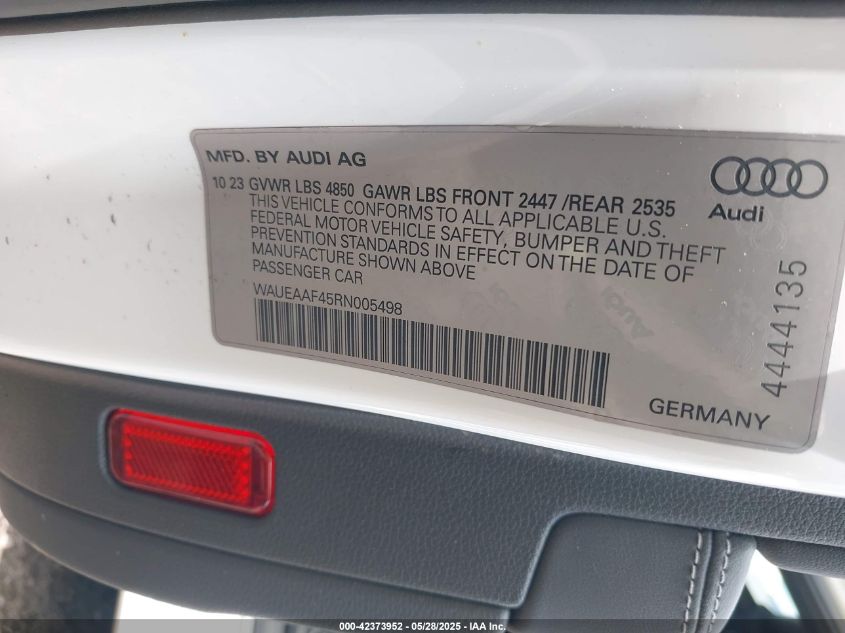 MFD. BY AUDI AG
10 23 GVWR LBS 4850 GAWR LBS FRONT 2447 /REAR 2535
THIS VEHICLE CONFORMS TO ALL APPLICABLE U.S.
FEDERAL MOTOR VEHICLE SAFETY, BUMPER AND THEFT
PREVENTION STANDARDS IN EFFECT ON THE DATE OF
MANUFACTURE SHOWN ABOVE
PASSENGER CAR
WAUEAAF45RN005498
Audi
Audi
4444135
GERMANY
000-42373952 - 05/28/2025 - IAA, Inc.